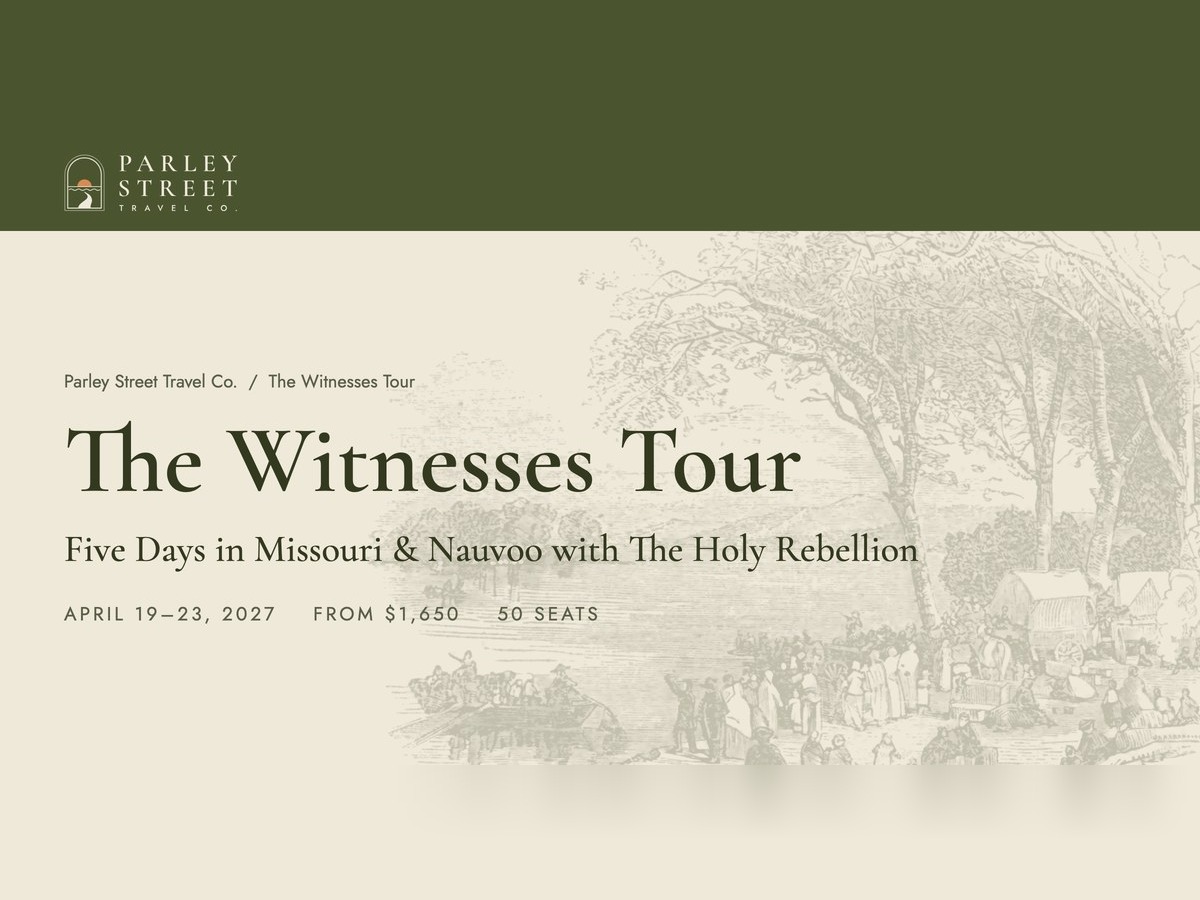 PARLEY
STREET
TRAVEL CO.
Parley Street Travel Co. / The Witnesses Tour
The Witnesses Tour
Five Days in Missouri & Nauvoo with The Holy Rebellion
APRIL 19–23, 2027 FROM $1,650 50 SEATS